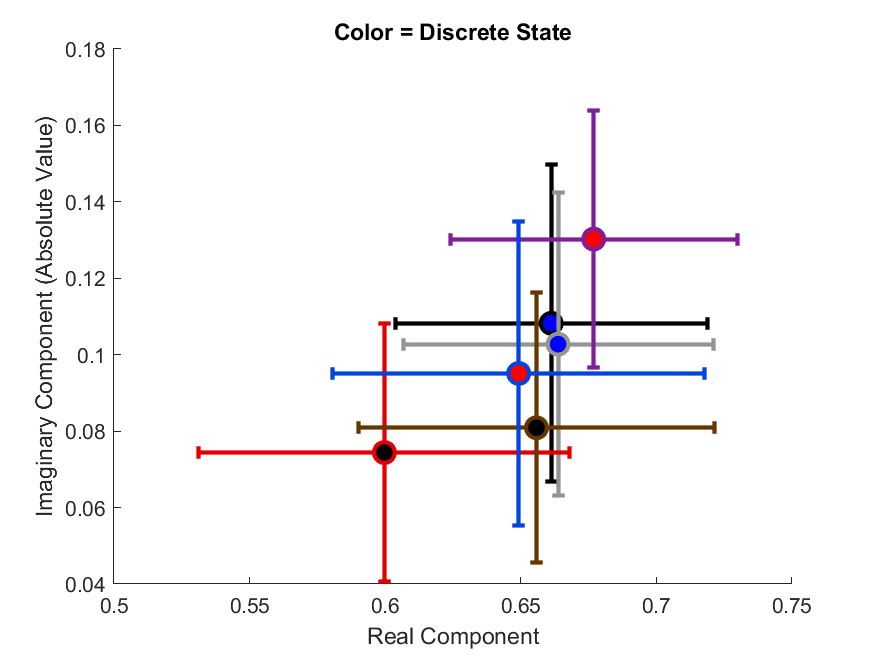 Color = Discrete State
Imaginary Component (Absolute Value)
0.18
0.16
0.14
0.12
0.1
0.08
0.06
0.04
0.5 0.55 0.6 0.65 0.7 0.75
Real Component